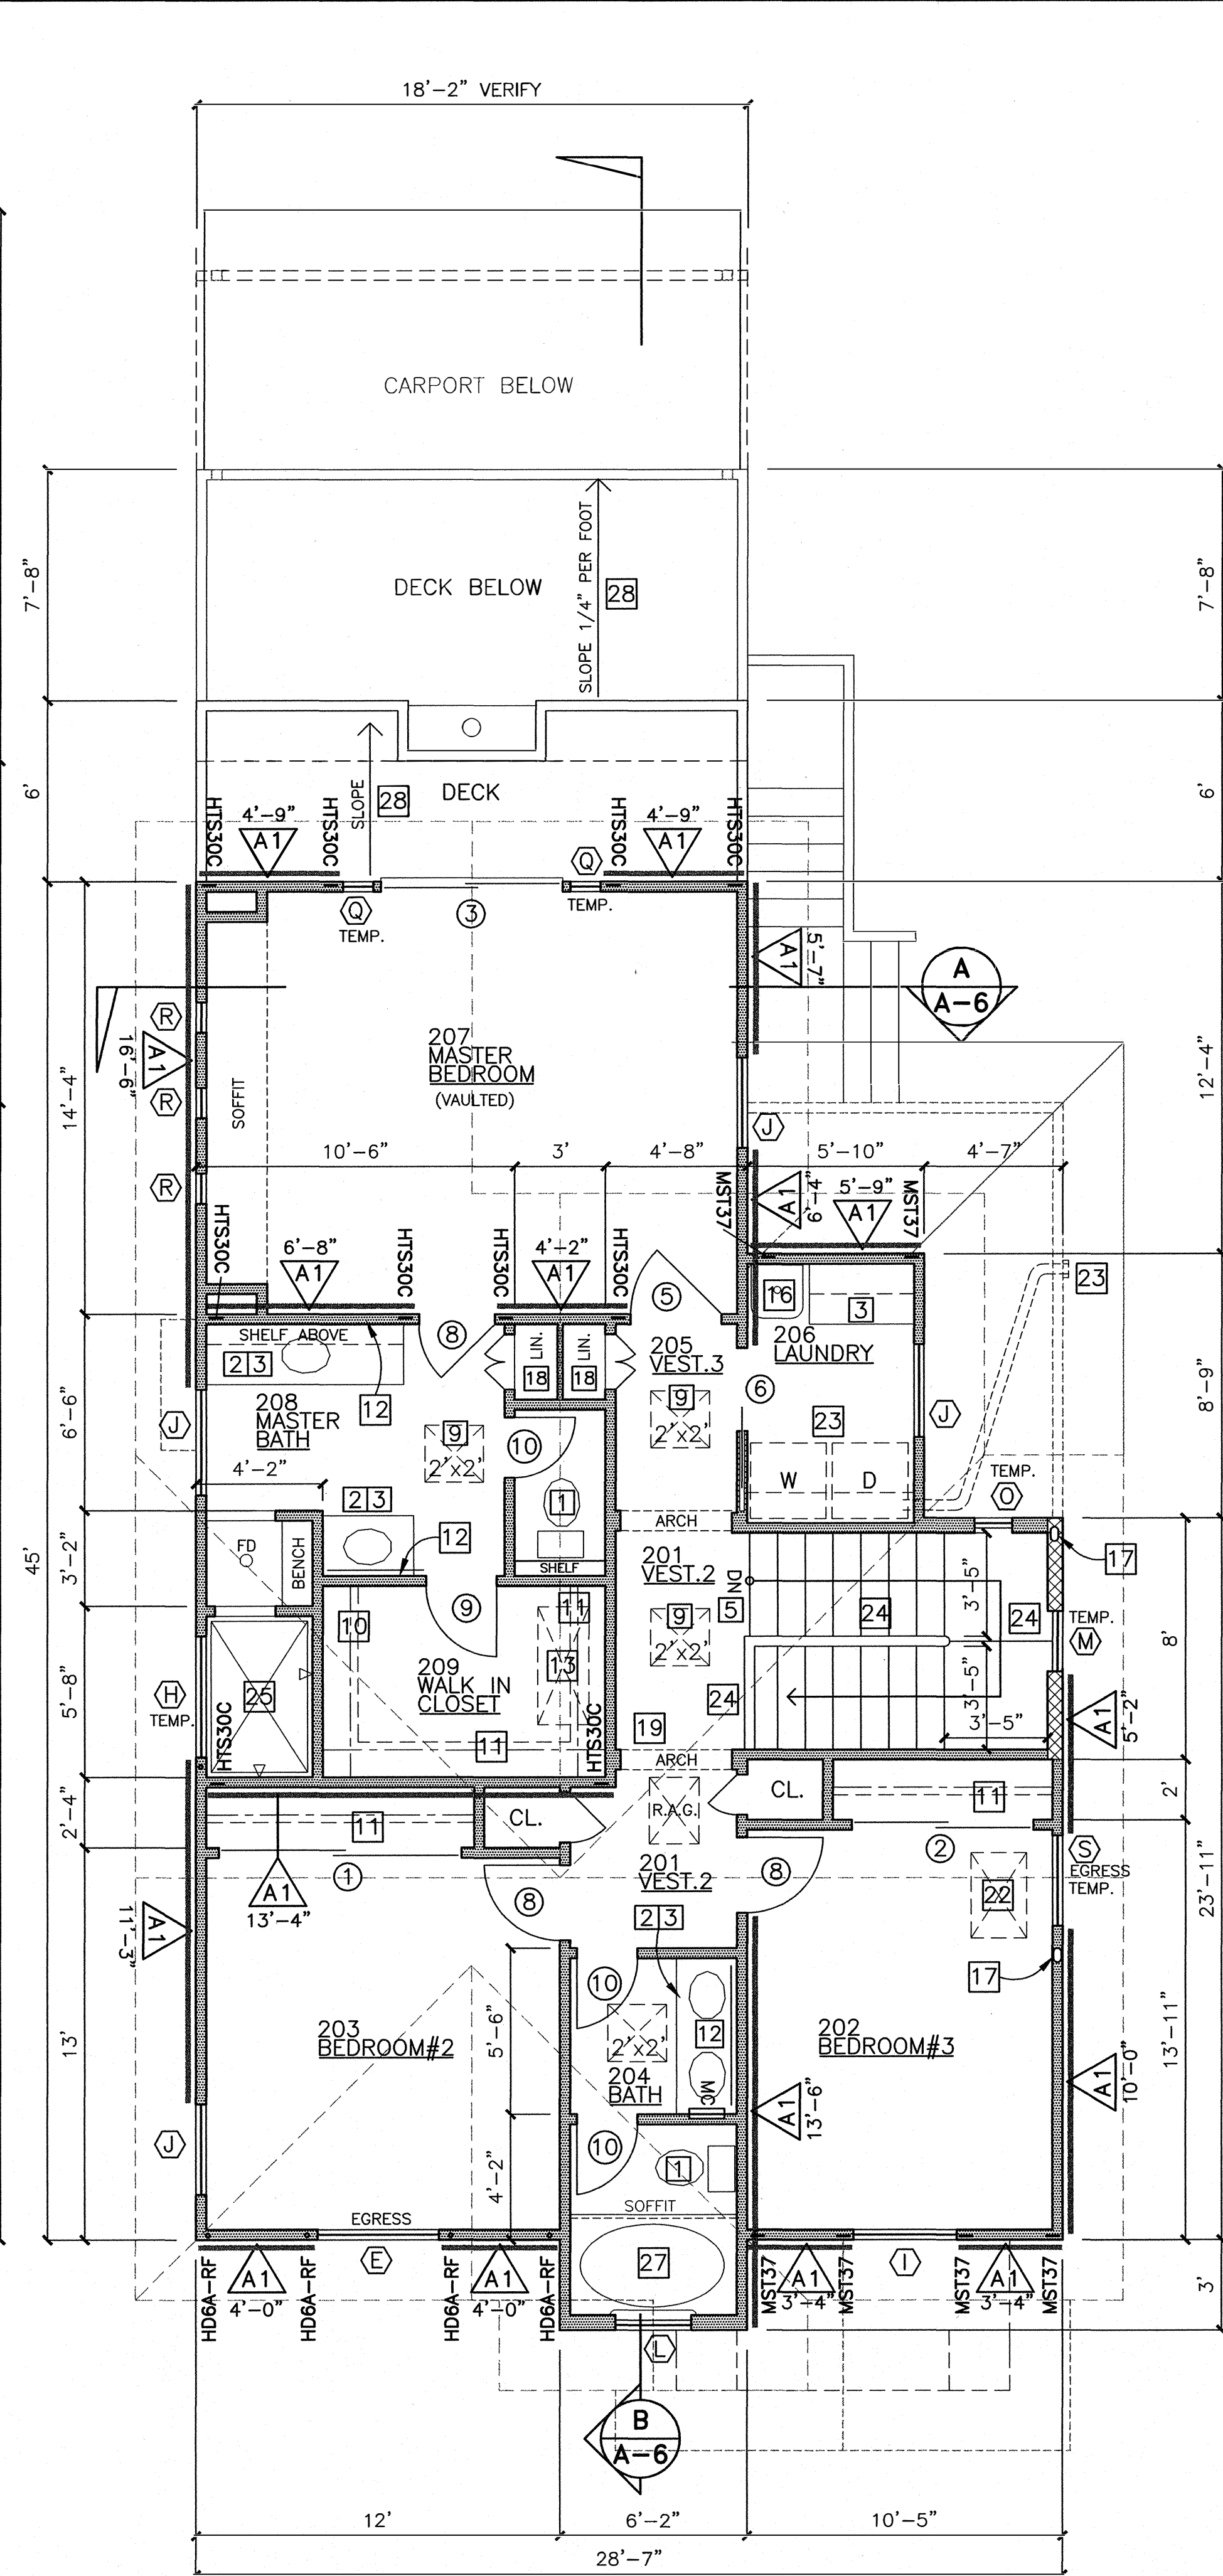 18'-2" VERIFY
CARPORT BELOW
7'-8"
DECK BELOW
SLOPE 1/4" PER FOOT
28
7'-8"
6'
SLOPE
28
DECK
6'
HTS30C
4'-9"
A1
HTS30C
HTS30C
4'-9"
A1
HTS30C
Q
TEMP.
3
Q
TEMP.
A1
5'-7"
A
A-6
R
A1
16'-6"
R
R
SOFFIT
207
MASTER
BEDROOM
(VAULTED)
14'-4"
12'-4"
J
10'-6"
3'
4'-8"
5'-10"
4'-7"
HTS30C
6'-8"
A1
HTS30C
HTS30C
4'-2"
A1
HTS30C
MST37
A1
6'-4"
5'-9"
A1
MST37
5
16
3
23
SHELF ABOVE
23
8
LIN.
18
LIN.
18
205
VEST.3
206
LAUNDRY
12
208
MASTER
BATH
J
9
2'x2'
10
9
2'x2'
6
23
J
6'-6"
8'-9"
4'-2"
W
D
TEMP.
O
23
1
ARCH
FD
BENCH
12
SHELF
201
VEST.2
DN
5
3'-5"
17
3'-2"
45'
10
9
11
9
2'x2'
24
24
TEMP.
M
8'
209
WALK IN
CLOSET
13
H
TEMP.
25
HTS30C
11
HTS30C
19
24
3'-5"
3'-5"
A1
5'-2"
5'-8"
ARCH
11
CL.
R.A.G.
CL.
11
2'-4"
2'
1
A1
13'-4"
8
201
VEST.2
8
2
S
EGRESS
TEMP.
22
23
A1
11'-3"
17
23'-11"
203
BEDROOM#2
5'-6"
10
2'x2'
12
204
BATH
MC
202
BEDROOM#3
A1
13'-6"
A1
10'-0"
13'
13'-11"
J
10
1
4'-2"
SOFFIT
EGRESS
27
HD6A-RF
A1
4'-0"
HD6A-RF
E
HD6A-RF
A1
4'-0"
HD6A-RF
MST37
A1
3'-4"
MST37
I
MST37
A1
3'-4"
MST37
3'
L
B
A-6
12'
6'-2"
10'-5"
28'-7"